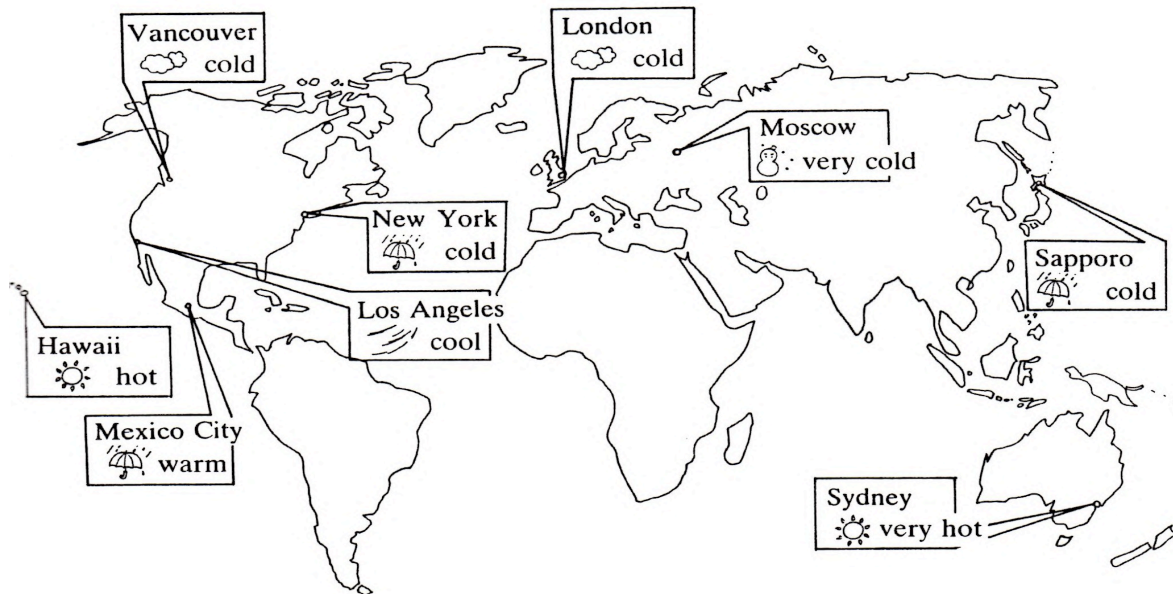 Vancouver
cold
London
cold
Moscow
very cold
New York
cold
Sapporo
cold
Los Angeles
cool
Hawaii
hot
Mexico City
warm
Sydney
very hot